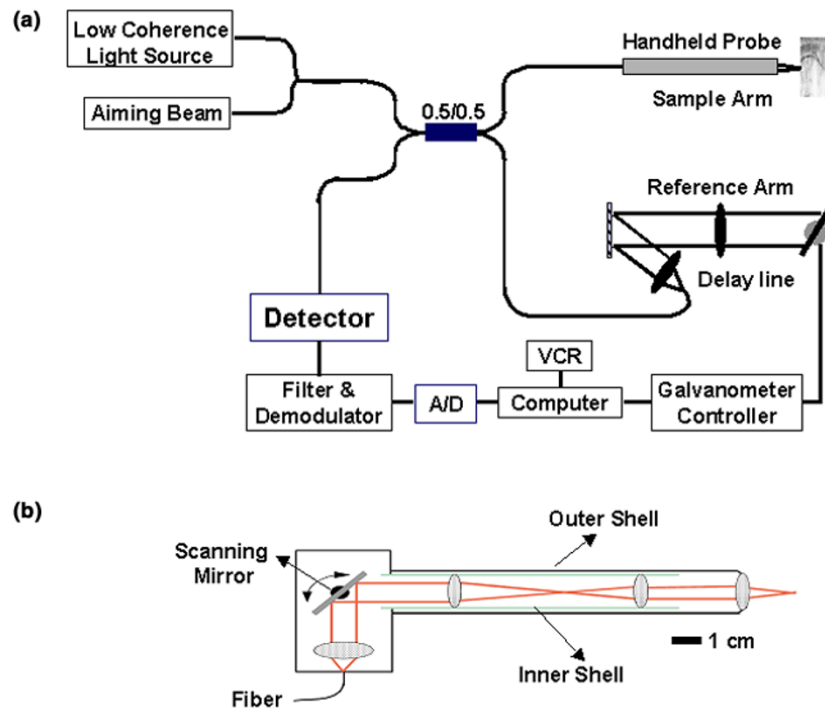 (a)
Low Coherence
Light Source
Aiming Beam
0.5/0.5
Handheld Probe
Sample Arm
Reference Arm
Delay line
Detector
VCR
Filter &
Demodulator
A/D
Computer
Galvanometer
Controller
(b)
Outer Shell
Scanning
Mirror
1 cm
Inner Shell
Fiber